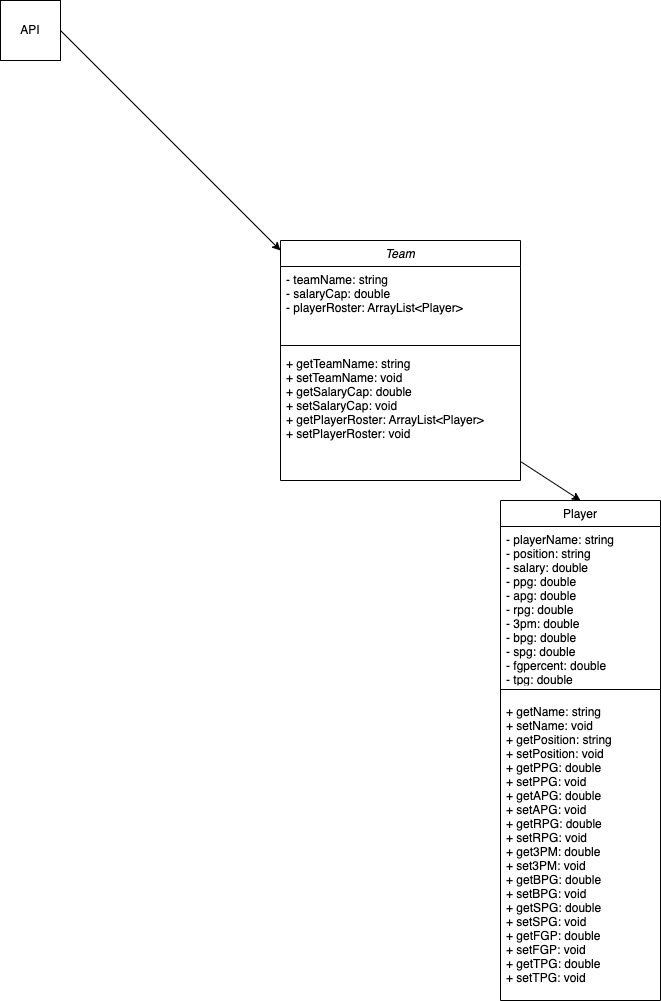 API
Team
- teamName: string
- salaryCap: double
- playerRoster: ArrayList<Player>
+ getTeamName: string
+ setTeamName: void
+ getSalaryCap: double
+ setSalaryCap: void
+ getPlayerRoster: ArrayList<Player>
+ setPlayerRoster: void
Player
- playerName: string
- position: string
- salary: double
- ppg: double
- apg: double
- rpg: double
- 3pm: double
- bpg: double
- spg: double
- fgpercent: double
- tpg: double
+ getName: string
+ setName: void
+ getPosition: string
+ setPosition: void
+ getPPG: double
+ setPPG: void
+ getAPG: double
+ setAPG: void
+ getRPG: double
+ setRPG: void
+ get3PM: double
+ set3PM: void
+ getBPG: double
+ setBPG: void
+ getSPG: double
+ setSPG: void
+ getFGP: double
+ setFGP: void
+ getTPG: double
+ setTPG: void